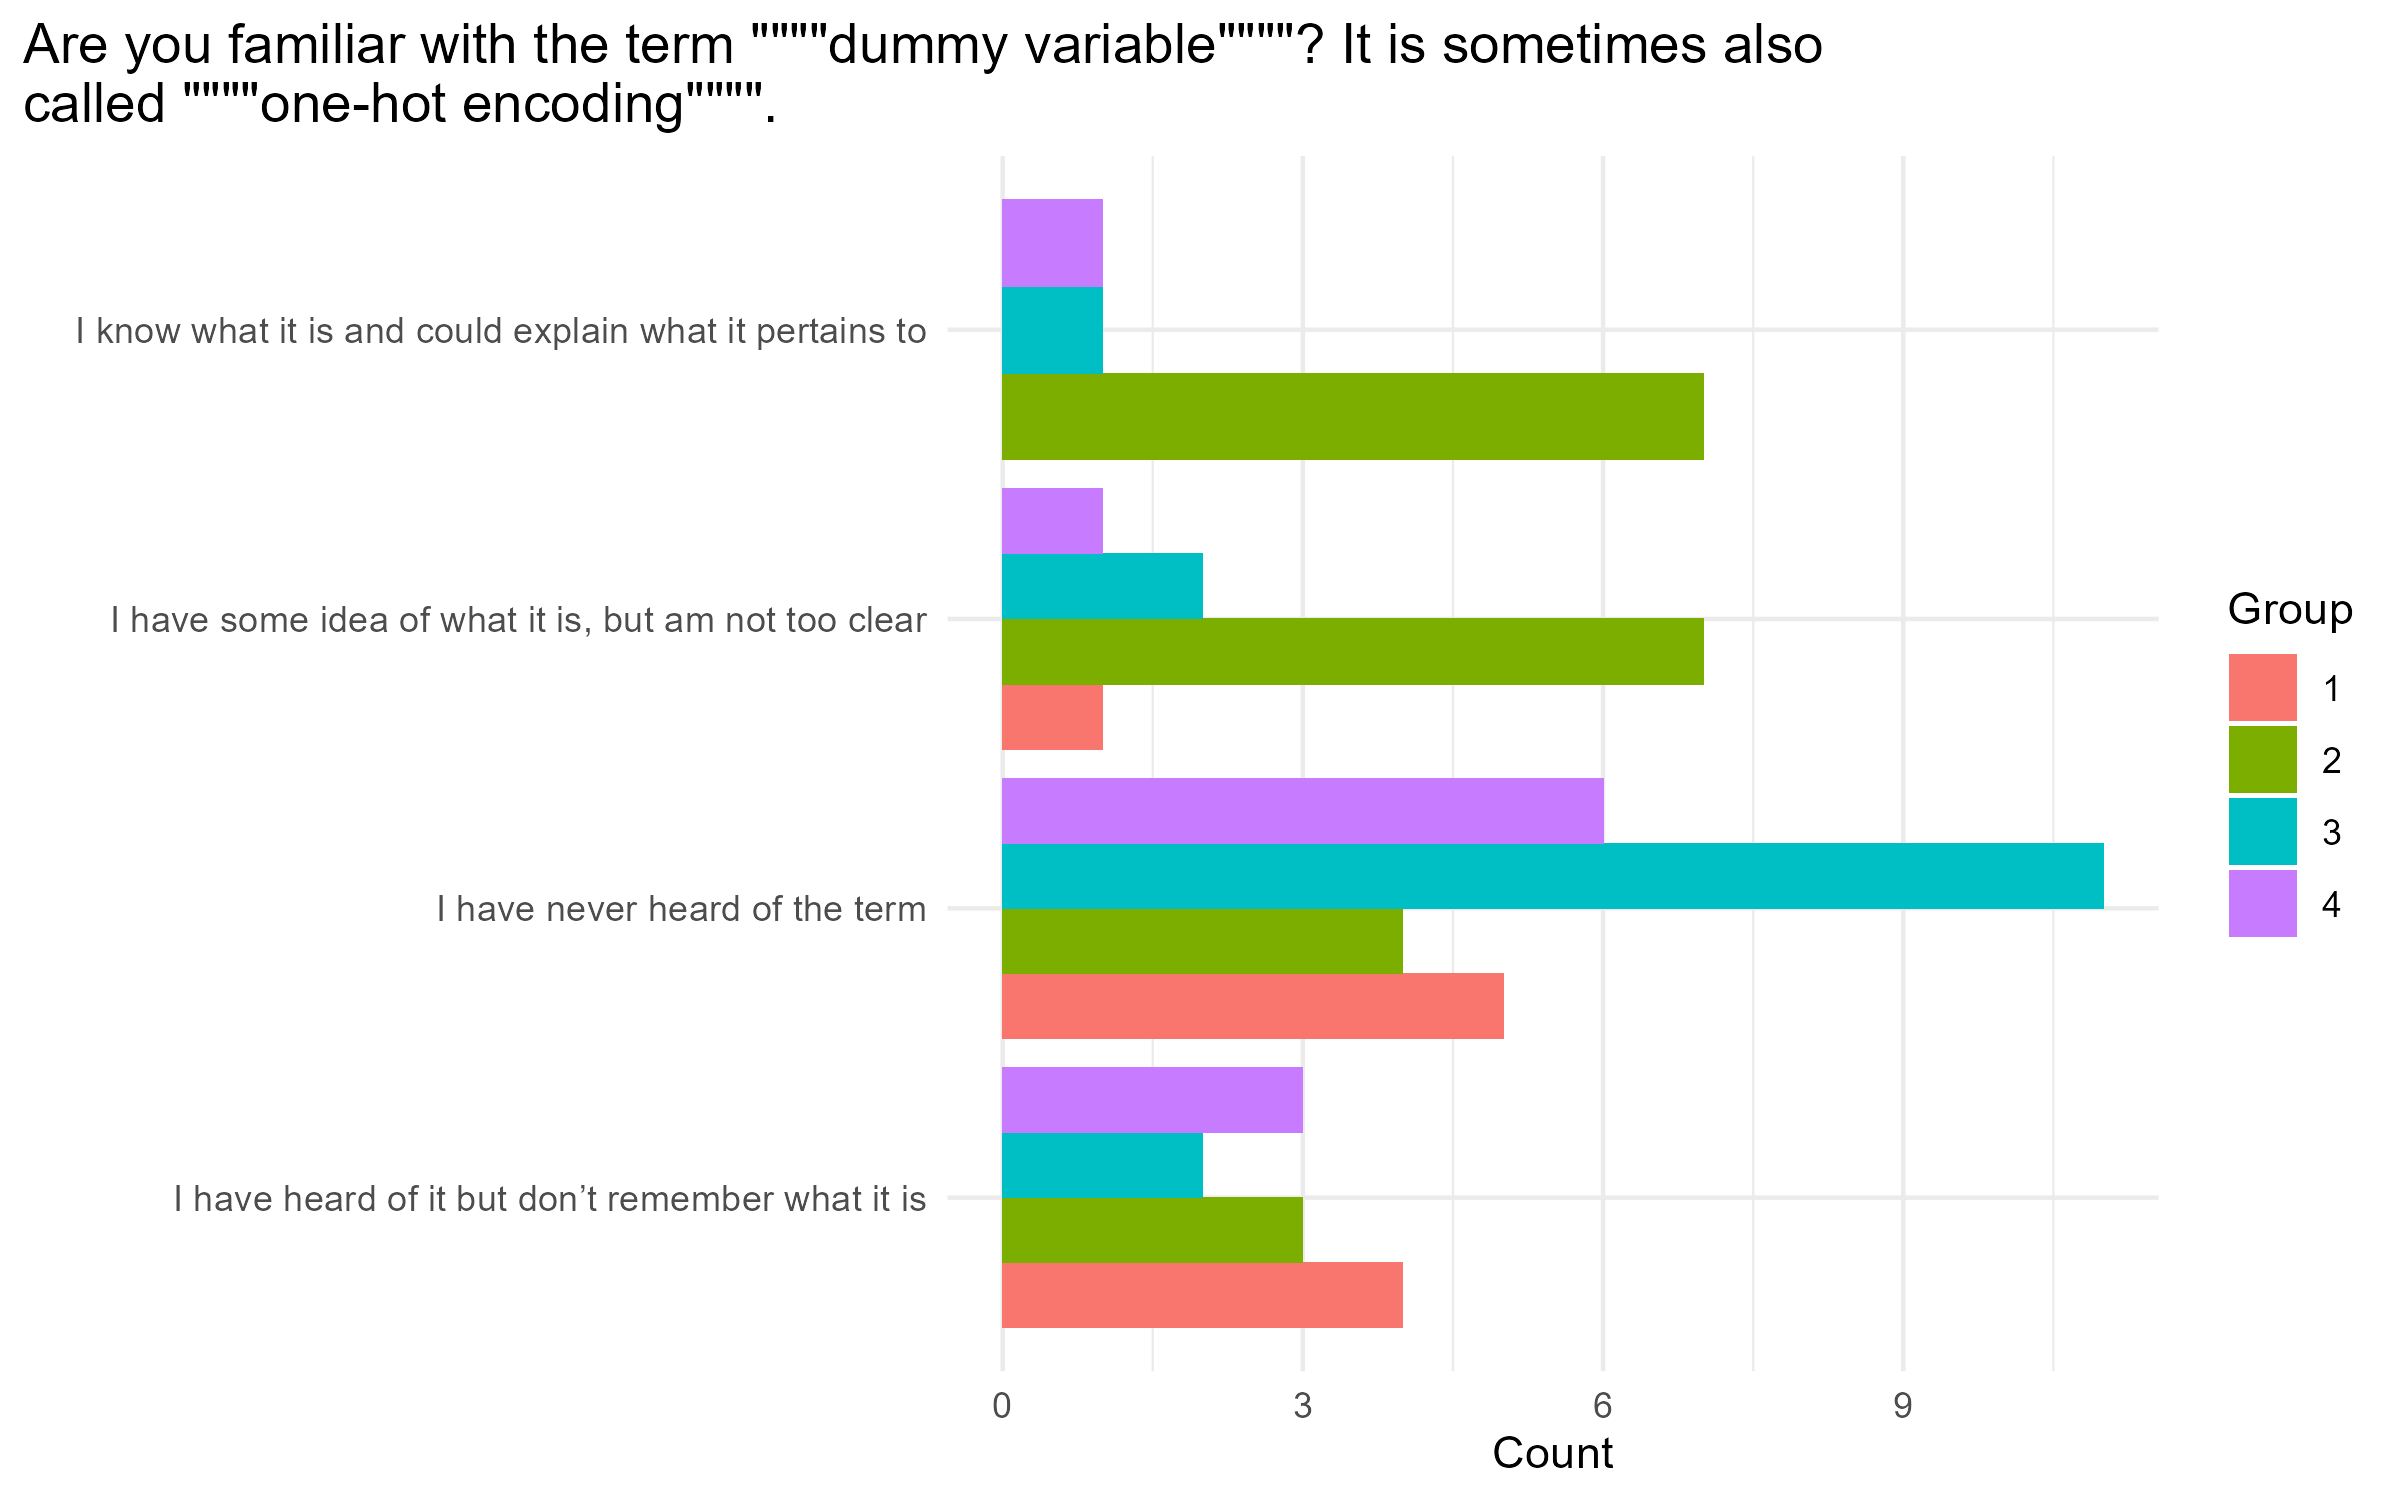 Are you familiar with the term """"dummy variable""""? It is sometimes also
called """"one-hot encoding"""".
I know what it is and could explain what it pertains to
I have some idea of what it is, but am not too clear
I have never heard of the term
I have heard of it but don’t remember what it is
0 3 6 9
Count
Group
1
2
3
4